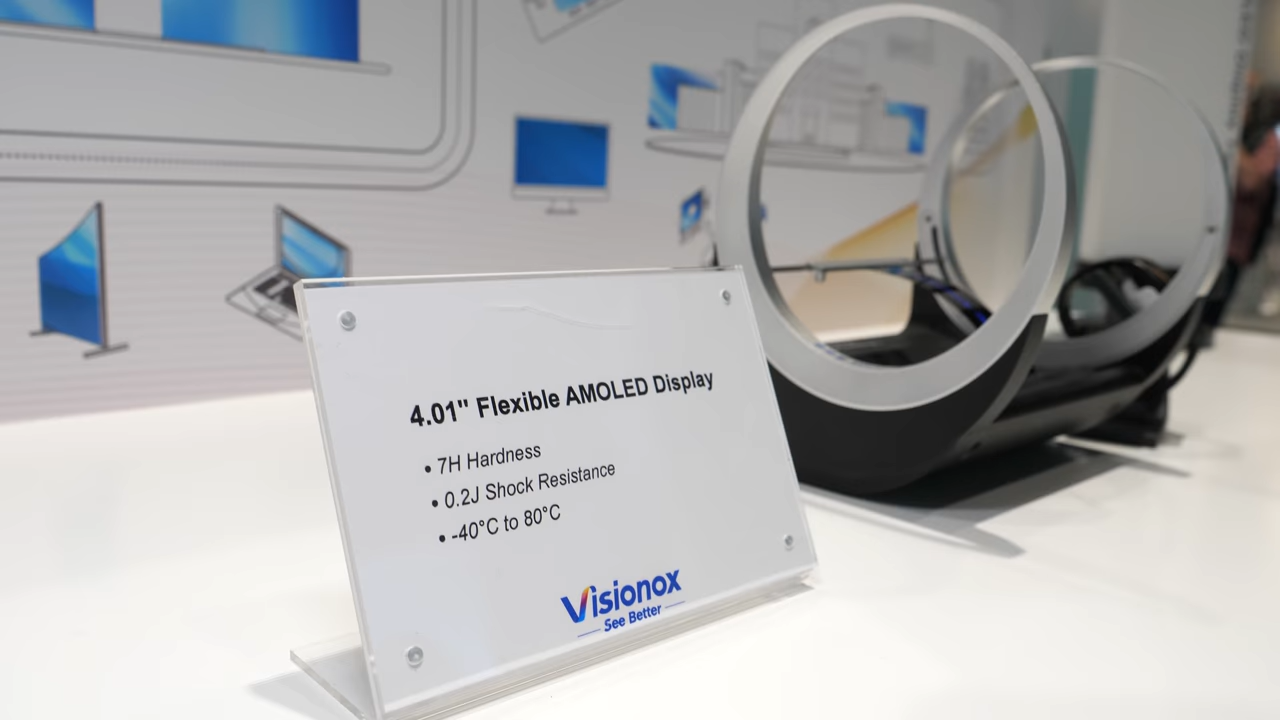 4.01" Flexible AMOLED Display
• 7H Hardness
• 0.2J Shock Resistance
• -40°C to 80°C
Visionox
See Better